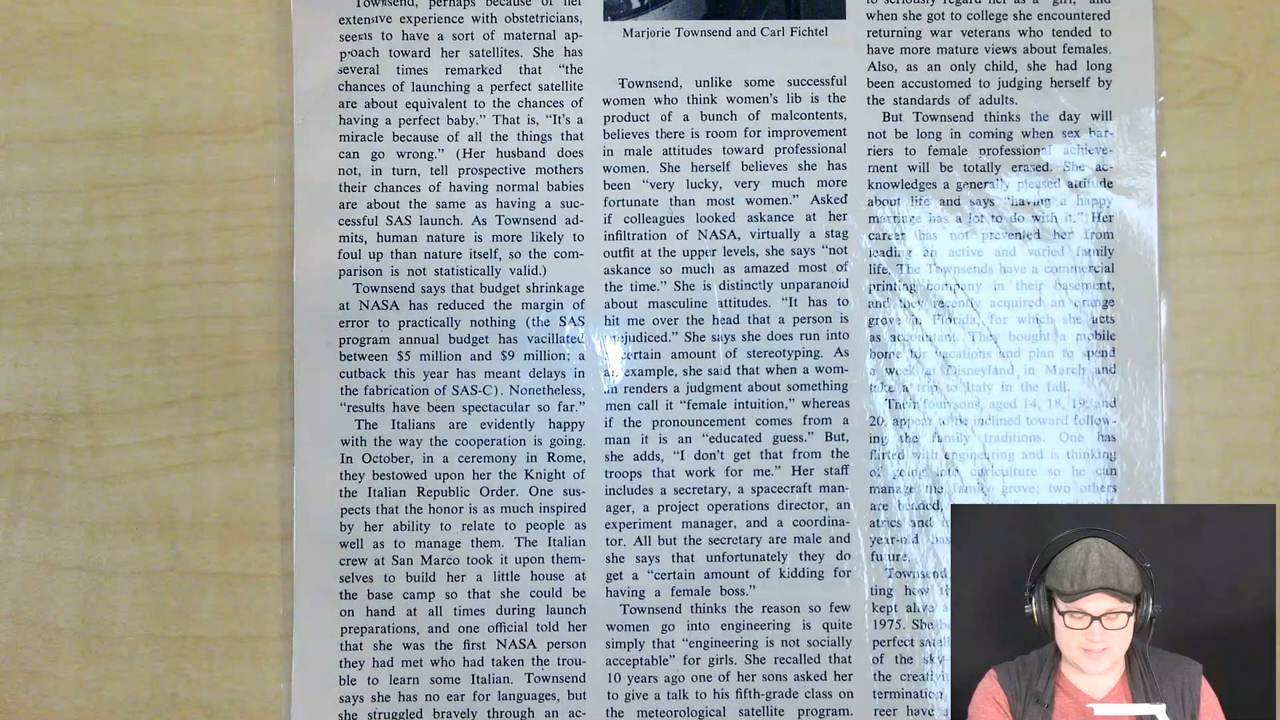 Townsend, perhaps because of her
extensive experience with obstetricians,
seems to have a sort of maternal ap-
proach toward her satellites. She has
several times remarked that “the
chances of launching a perfect satellite
are about equivalent to the chances of
having a perfect baby.” That is, “It’s a
miracle because of all the things that
can go wrong.” (Her husband does
not, in turn, tell prospective mothers
their chances of having normal babies
are about the same as having a suc-
cessful SAS launch. As Townsend ad-
mits, human nature is more likely to
foul up than nature itself, so the com-
parison is not statistically valid.)
Townsend says that budget shrinkage
at NASA has reduced the margin of
error to practically nothing (the SAS
program annual budget has vacillated
between $5 million and $9 million; a
cutback this year has meant delays in
the fabrication of SAS-C). Nonetheless,
“results have been spectacular so far.”
The Italians are evidently happy
with the way the cooperation is going.
In October, in a ceremony in Rome,
they bestowed upon her the Knight of
the Italian Republic Order. One sus-
pects that the honor is as much inspired
by her ability to relate to people as
well as to manage them. The Italian
crew at San Marco took it upon them-
selves to build her a little house at
the base camp so that she could be
on hand at all times during launch
preparations, and one official told her
that she was the first NASA person
they had met who had taken the trou-
ble to learn some Italian. Townsend
says she has no ear for languages, but
she struggled bravely through an ac-
Marjorie Townsend and Carl Fichtel
Townsend, unlike some successful
women who think women’s lib is the
product of a bunch of malcontents,
believes there is room for improvement
in male attitudes toward professional
women. She herself believes she has
been “very lucky, very much more
fortunate than most women.” Asked
if colleagues looked askance at her
infiltration of NASA, virtually a stag
outfit at the upper levels, she says “not
askance so much as amazed most of
the time.” She is distinctly unparanoid
about masculine attitudes. “It has to
hit me over the head that a person is
prejudiced.” She says she does run into
a certain amount of stereotyping. As
an example, she said that when a wom-
an renders a judgment about something
men call it “female intuition,” whereas
if the pronouncement comes from a
man it is an “educated guess.” But,
she adds, “I don’t get that from the
troops that work for me.” Her staff
includes a secretary, a spacecraft man-
ager, a project operations director, an
experiment manager, and a coordina-
tor. All but the secretary are male and
she says that unfortunately they do
get a “certain amount of kidding for
having a female boss.”
Townsend thinks the reason so few
women go into engineering is quite
simply that “engineering is not socially
acceptable” for girls. She recalled that
10 years ago one of her sons asked her
to give a talk to his fifth-grade class on
the meteorological satellite program.
to seriously regard her as a “girl,” and
when she got to college she encountered
returning war veterans who tended to
have more mature views about females.
Also, as an only child, she had long
been accustomed to judging herself by
the standards of adults.
But Townsend thinks the day will
not be long in coming when sex bar-
riers to female professional achieve-
ment will be totally erased. She ac-
knowledges a generally pleased attitude
about life and says “having a happy
marriage has a lot to do with it.” Her
career has not prevented her from
leading an active and varied family
life. The Townsends have a commercial
printing company in their basement,
and they recently acquired an orange
grove in Florida, for which she acts
as accountant. They bought a mobile
home for vacations and plan to spend
a week at Disneyland in March and
take a trip to Italy in the fall.
Their four sons, aged 14, 18, 19, and
20, appear to be inclined toward follow-
ing the family traditions. One has
flirted with engineering and is thinking
of going into so he can
manage the family grove; two others
are headed,
atrics and
year-old has
future.
Townsend
ting how
kept alive
1975. She
perfect
of the sky
the
termination
reer have